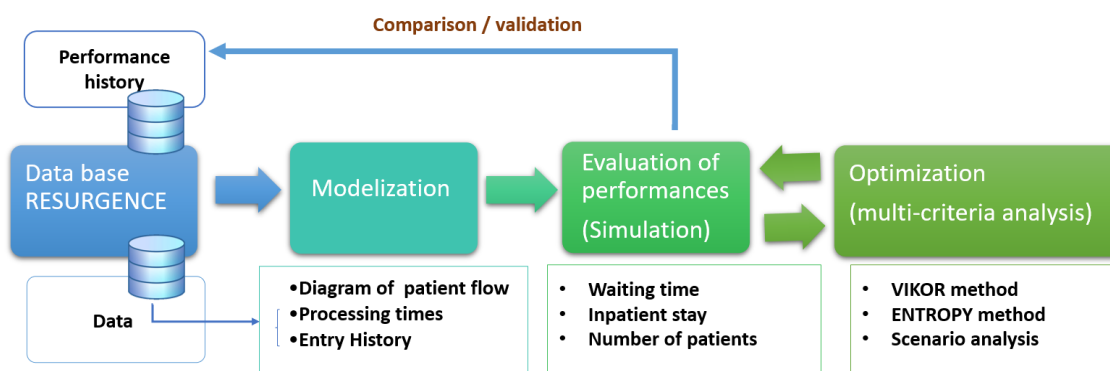 Comparison / validation
Performance
history
Data base
RESURGENCE
Modelization
Evaluation of
performances
(Simulation)
Optimization
(multi-criteria analysis)
Data
•Diagram of patient flow
•Processing times
•Entry History
• Waiting time
• Inpatient stay
• Number of patients
• VIKOR method
• ENTROPY method
• Scenario analysis